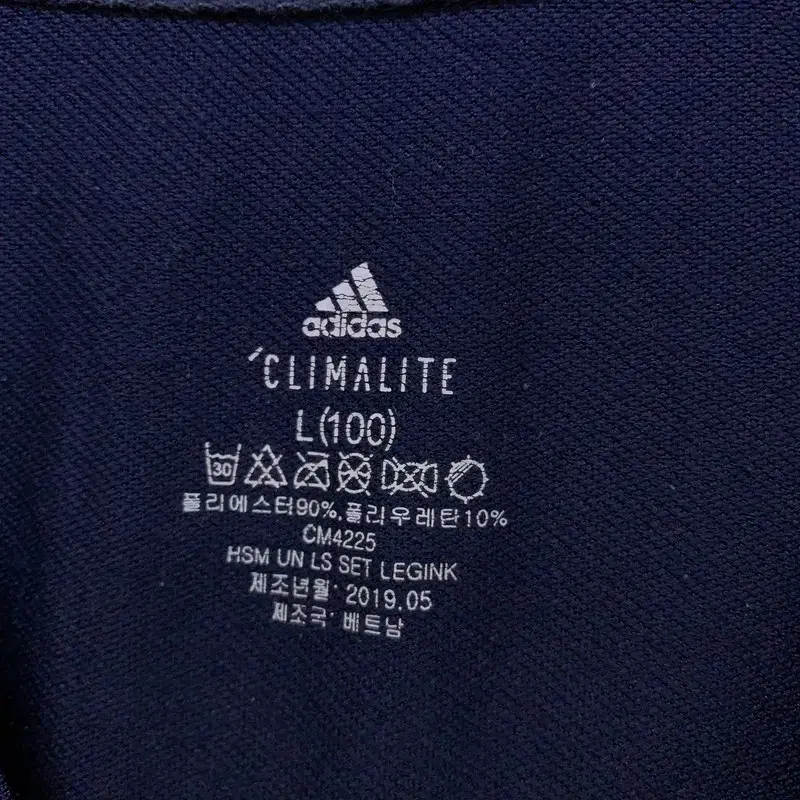 adidas
'CLIMALITE
L(100)
30
폴리에스터90%,폴리우레탄10%
CM4225
HSM UN LS SET LEGINK
제조년월: 2019.05
제조국: 베트남